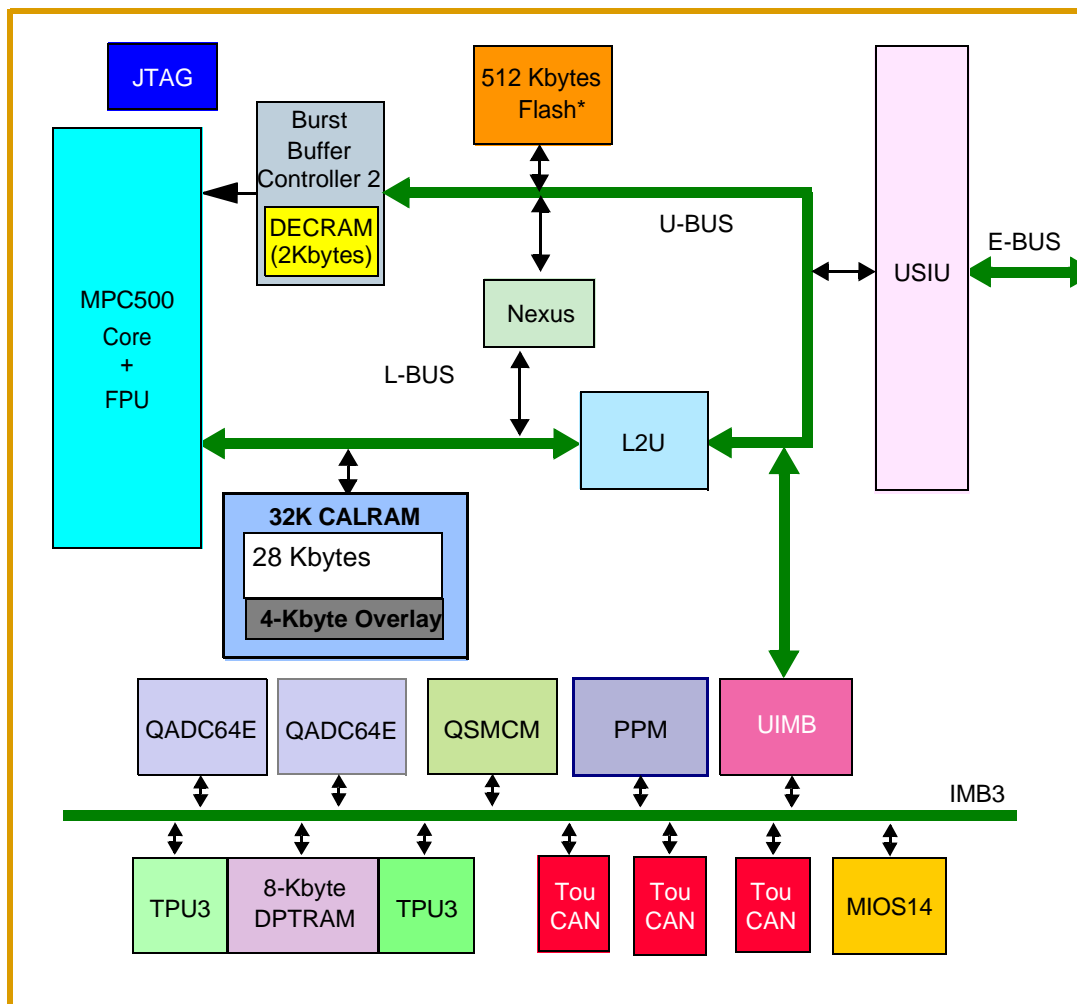 JTAG
512 Kbytes
Flash*
Burst
Buffer
Controller 2
DECRAM
(2Kbytes)
U-BUS
E-BUS
USIU
MPC500
Core
+
FPU
Nexus
L-BUS
L2U
32K CALRAM
28 Kbytes
4-Kbyte Overlay
QADC64E
QADC64E
QSMCM
PPM
UIMB
IMB3
TPU3
8-Kbyte
DPTRAM
TPU3
Tou
CAN
Tou
CAN
Tou
CAN
MIOS14